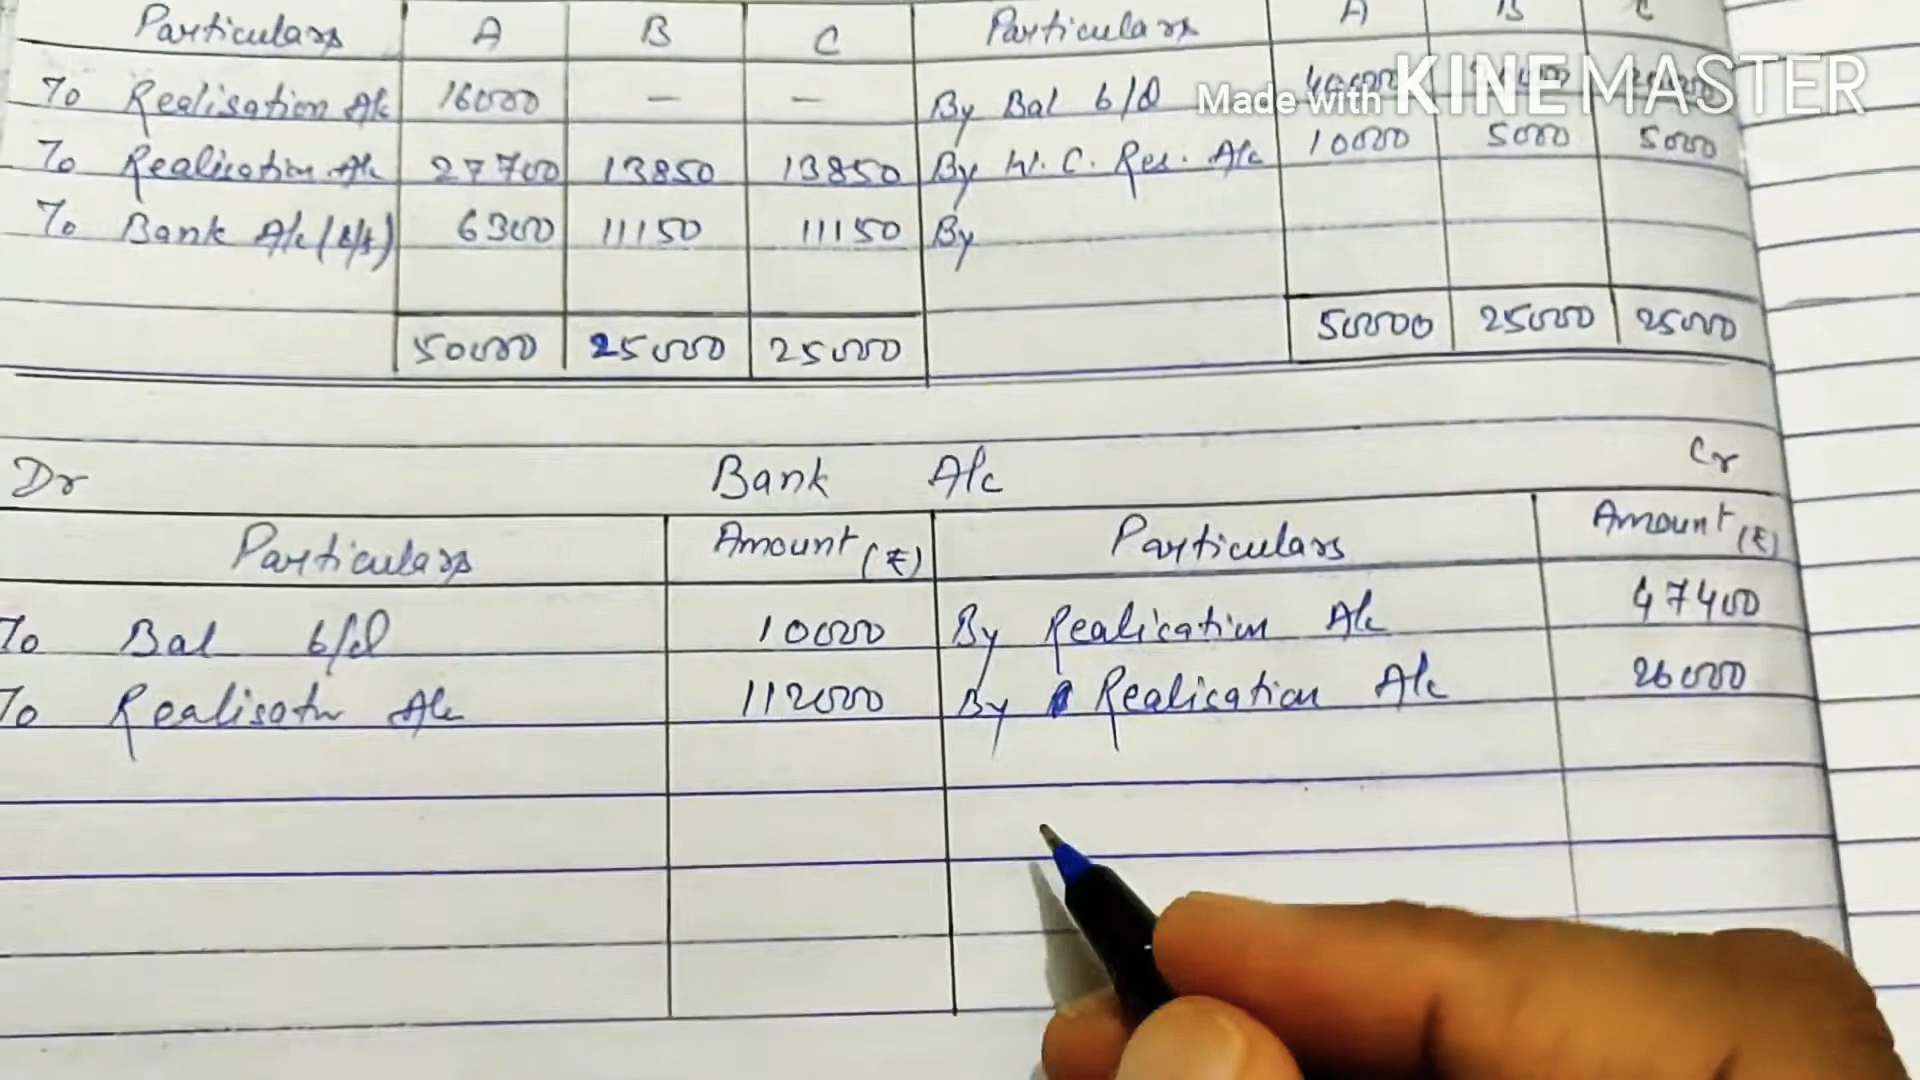 Particulars A B C Particulars A B C
To Realisation A/c 16000 — — By Bal b/d 40000
Made with KINEMASTER
To Realisation A/c 27700 13850 13850 By W.C. Res. A/c 10000 5000 5000
To Bank A/c (b/f) 6300 11150 11150 By
50000 25000 25000 50000 25000 25000
Dr Bank A/c Cr
Particulars Amount (₹) Particulars Amount (₹)
To Bal b/d 10000 By Realisation A/c 47400
To Realisatn A/c 112000 By Realisation A/c 26000